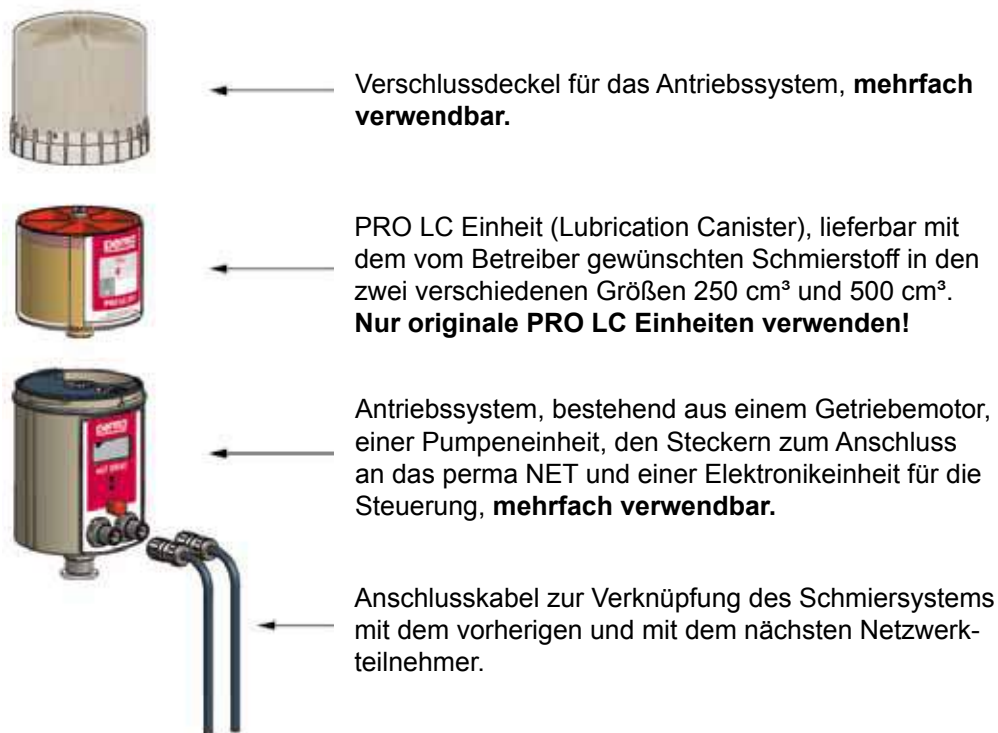 Verschlussdeckel für das Antriebssystem, mehrfach
verwendbar.
PRO LC Einheit (Lubrication Canister), lieferbar mit
dem vom Betreiber gewünschten Schmierstoff in den
zwei verschiedenen Größen 250 cm³ und 500 cm³.
Nur originale PRO LC Einheiten verwenden!
perma
Antriebssystem, bestehend aus einem Getriebemotor,
einer Pumpeneinheit, den Steckern zum Anschluss
an das perma NET und einer Elektronikeinheit für die
Steuerung, mehrfach verwendbar.
perma
Anschlusskabel zur Verknüpfung des Schmiersystems
mit dem vorherigen und mit dem nächsten Netzwerk-
teilnehmer.